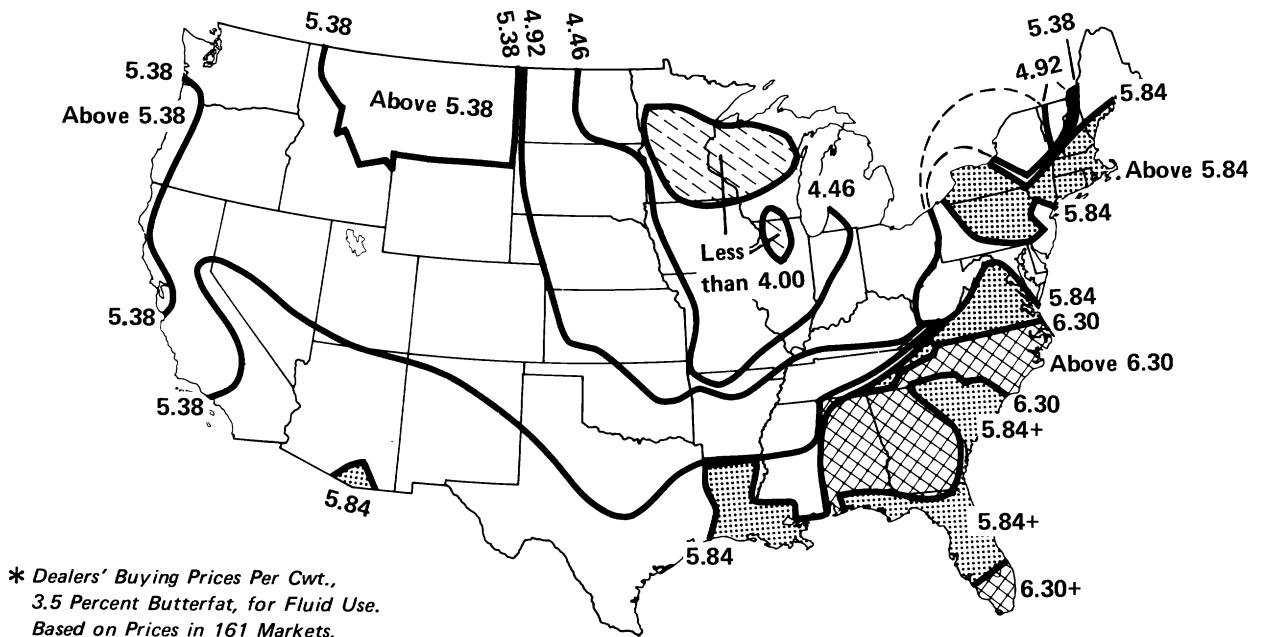 5.38
5.38
4.92
4.46
5.38
4.92
5.38
Above 5.38
Above 5.38
5.84
Above 5.84
4.46
5.84
Less
than 4.00
5.38
5.84
6.30
Above 6.30
5.38
6.30
5.84+
5.84
5.84+
5.84
6.30+
* Dealers' Buying Prices Per Cwt.,
3.5 Percent Butterfat, for Fluid Use.
Based on Prices in 161 Markets.